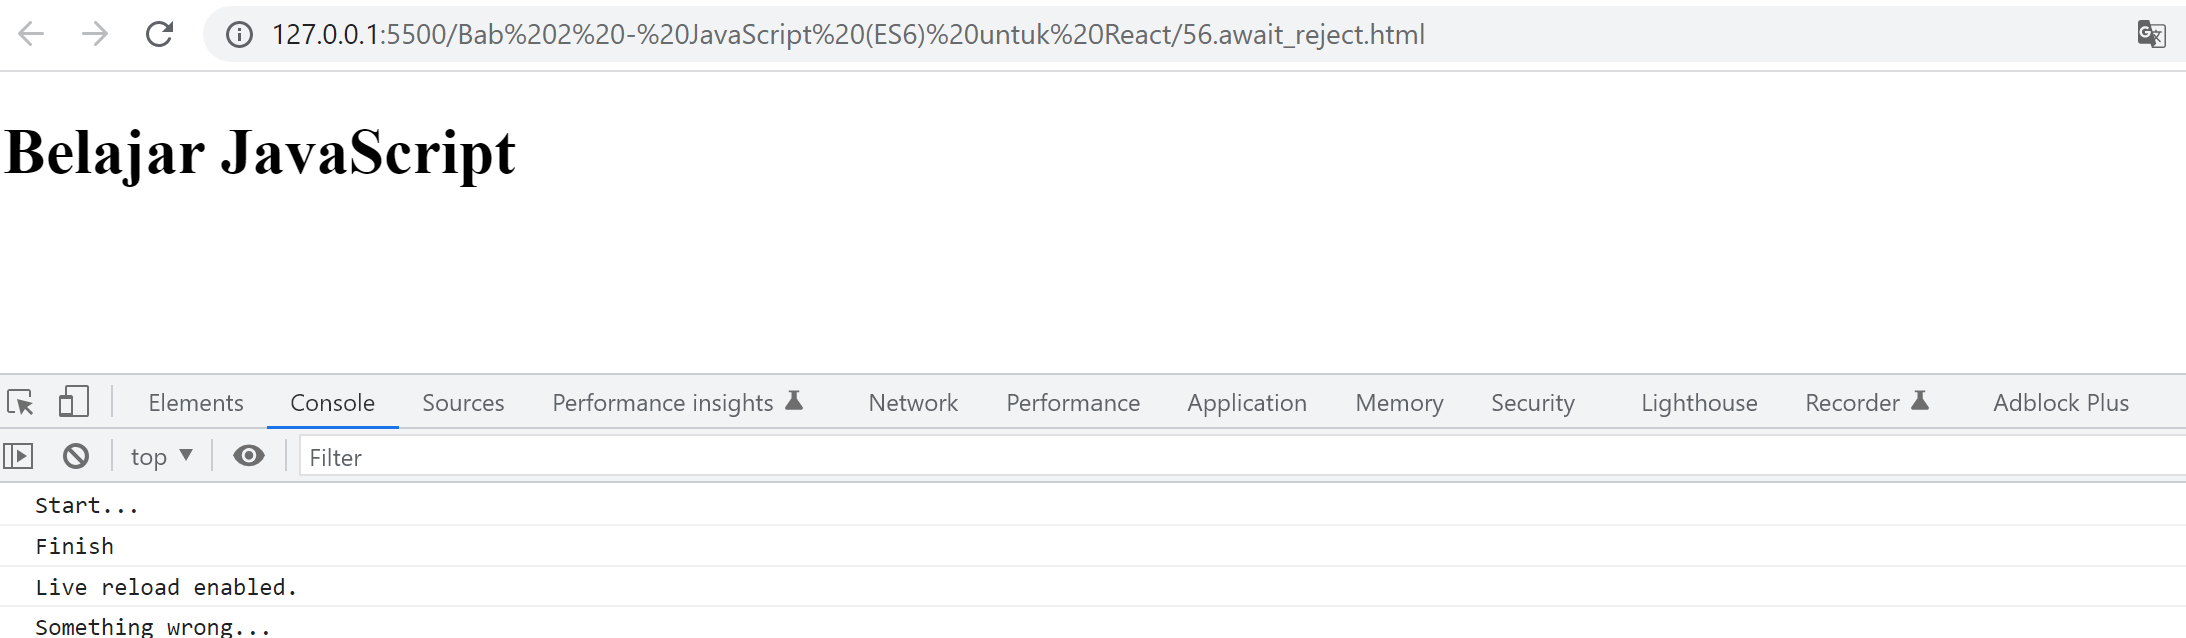 127.0.0.1:5500/Bab%202%20-%20JavaScript%20(ES6)%20untuk%20React/56.await_reject.html
Belajar JavaScript
Elements Console Sources Performance insights Network Performance Application Memory Security Lighthouse Recorder Adblock Plus
top Filter
Start...
Finish
Live reload enabled.
Something wrong...